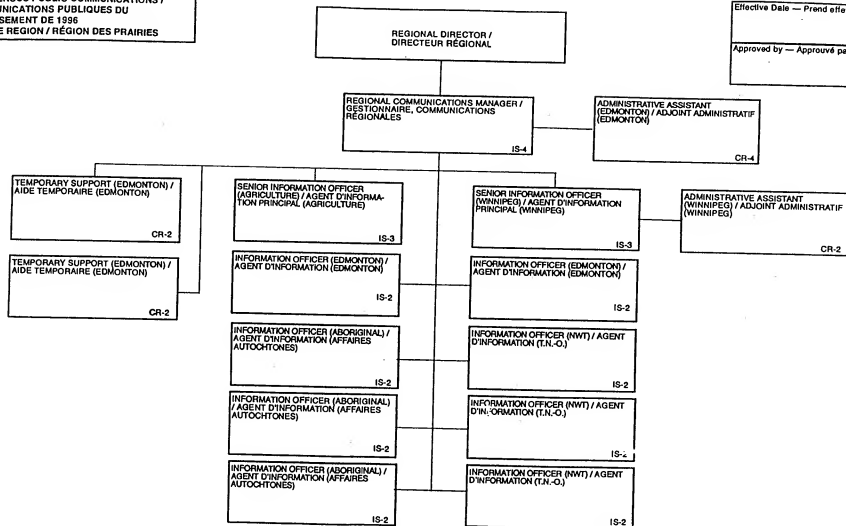 MUNICATIONS PUBLIQUES DU
SEMENT DE 1996
E REGION / RÉGION DES PRAIRIES
Effective Date — Prend effe
Approved by — Approuvé pa
REGIONAL DIRECTOR /
DIRECTEUR RÉGIONAL
REGIONAL COMMUNICATIONS MANAGER /
GESTIONNAIRE, COMMUNICATIONS
RÉGIONALES
IS-4
ADMINISTRATIVE ASSISTANT
(EDMONTON) / ADJOINT ADMINISTRATIF
(EDMONTON)
CR-4
TEMPORARY SUPPORT (EDMONTON) /
AIDE TEMPORAIRE (EDMONTON)
CR-2
SENIOR INFORMATION OFFICER
(AGRICULTURE) / AGENT D'INFORMA-
TION PRINCIPAL (AGRICULTURE)
IS-3
SENIOR INFORMATION OFFICER
(WINNIPEG) / AGENT D'INFORMATION
PRINCIPAL (WINNIPEG)
IS-3
ADMINISTRATIVE ASSISTANT
(WINNIPEG) / ADJOINT ADMINISTRATIF
(WINNIPEG)
CR-2
TEMPORARY SUPPORT (EDMONTON) /
AIDE TEMPORAIRE (EDMONTON)
CR-2
INFORMATION OFFICER (EDMONTON) /
AGENT D'INFORMATION (EDMONTON)
IS-2
INFORMATION OFFICER (EDMONTON) /
AGENT D'INFORMATION (EDMONTON)
IS-2
INFORMATION OFFICER (ABORIGINAL) /
AGENT D'INFORMATION (AFFAIRES
AUTOCHTONES)
IS-2
INFORMATION OFFICER (NWT) / AGENT
D'INFORMATION (T.N.-O.)
IS-2
INFORMATION OFFICER (ABORIGINAL)
/ AGENT D'INFORMATION (AFFAIRES
AUTOCHTONES)
IS-2
INFORMATION OFFICER (NWT) / AGENT
D'INFORMATION (T.N.-O.)
IS-2
INFORMATION OFFICER (ABORIGINAL) /
AGENT D'INFORMATION (AFFAIRES
AUTOCHTONES)
IS-2
INFORMATION OFFICER (NWT) / AGENT
D'INFORMATION (T.N.-O.)
IS-2